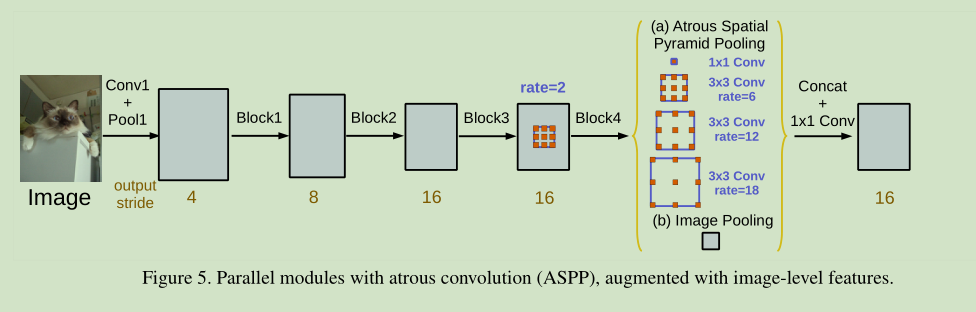 (a) Atrous Spatial
Pyramid Pooling
1x1 Conv
3x3 Conv
rate=6
3x3 Conv
rate=12
3x3 Conv
rate=18
(b) Image Pooling
Conv1
+
Pool1
Block1
Block2
Block3
rate=2
Block4
Concat
+
1x1 Conv
Image
output
stride
4
8
16
16
16
Figure 5. Parallel modules with atrous convolution (ASPP), augmented with image-level features.